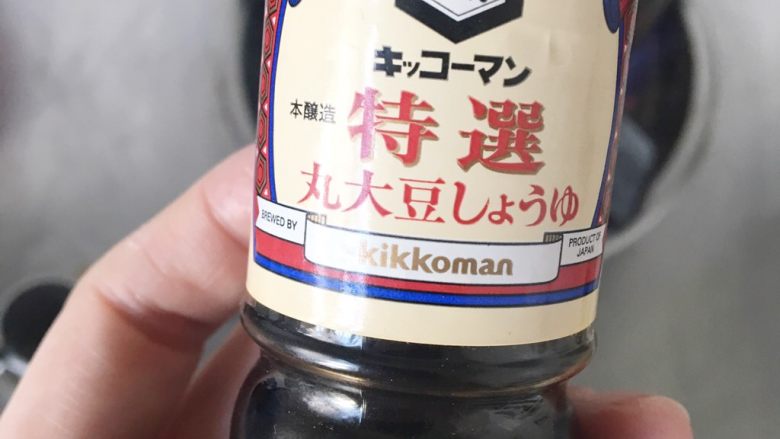 キッコーマン
本醸造
特選
丸大豆しょうゆ
BREWED BY
kikkoman
PRODUCT OF
JAPAN